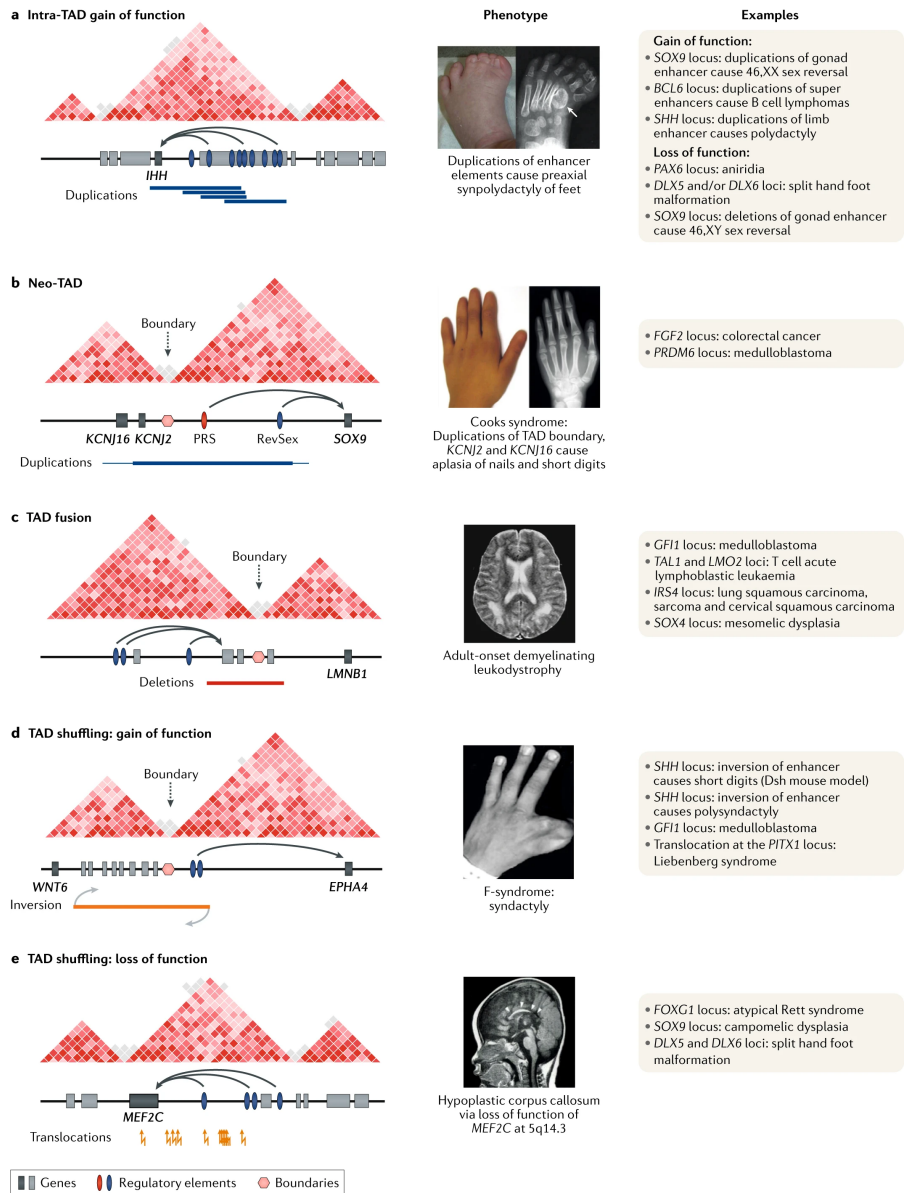 a Intra-TAD gain of function
Phenotype
Examples
IHH
Duplications
Duplications of enhancer
elements cause preaxial
synpolydactyly of feet
Gain of function:
• SOX9 locus: duplications of gonad
enhancer cause 46,XX sex reversal
• BCL6 locus: duplications of super
enhancers cause B cell lymphomas
• SHH locus: duplications of limb
enhancer causes polydactyly
Loss of function:
• PAX6 locus: aniridia
• DLX5 and/or DLX6 loci: split hand foot
malformation
• SOX9 locus: deletions of gonad enhancer
cause 46,XY sex reversal
b Neo-TAD
Boundary
KCNJ16 KCNJ2 PRS RevSex SOX9
Duplications
Cooks syndrome:
Duplications of TAD boundary,
KCNJ2 and KCNJ16 cause
aplasia of nails and short digits
• FGF2 locus: colorectal cancer
• PRDM6 locus: medulloblastoma
c TAD fusion
Boundary
LMNB1
Deletions
Adult-onset demyelinating
leukodystrophy
• GFI1 locus: medulloblastoma
• TAL1 and LMO2 loci: T cell acute
lymphoblastic leukaemia
• IRS4 locus: lung squamous carcinoma,
sarcoma and cervical squamous carcinoma
• SOX4 locus: mesomelic dysplasia
d TAD shuffling: gain of function
Boundary
WNT6 EPHA4
Inversion
F-syndrome:
syndactyly
• SHH locus: inversion of enhancer
causes short digits (Dsh mouse model)
• SHH locus: inversion of enhancer
causes polysyndactyly
• GFI1 locus: medulloblastoma
• Translocation at the PITX1 locus:
Liebenberg syndrome
e TAD shuffling: loss of function
MEF2C
Translocations
Hypoplastic corpus callosum
via loss of function of
MEF2C at 5q14.3
• FOXG1 locus: atypical Rett syndrome
• SOX9 locus: campomelic dysplasia
• DLX5 and DLX6 loci: split hand foot
malformation
Genes Regulatory elements Boundaries